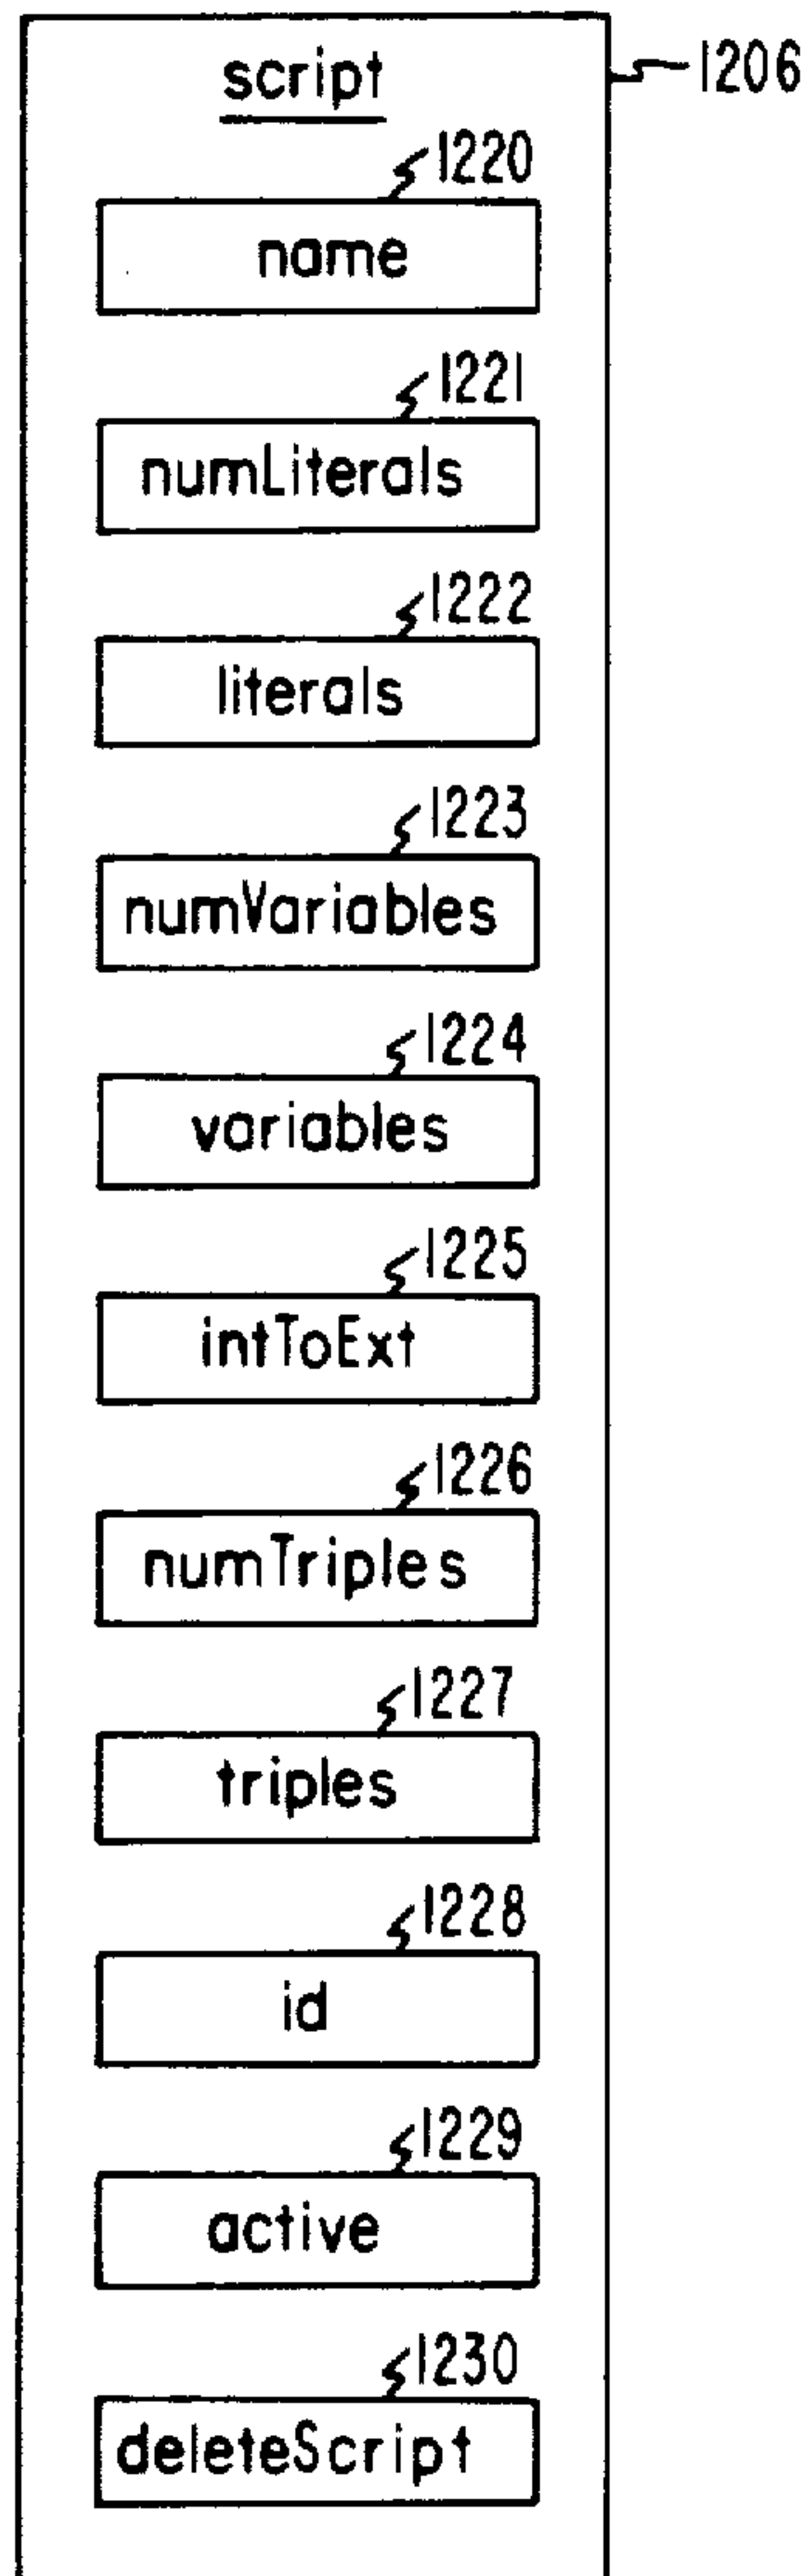 script
1206
1220
name
1221
numLiterals
1222
literals
1223
numVariables
1224
variables
1225
intToExt
1226
numTriples
1227
triples
1228
id
1229
active
1230
deleteScript